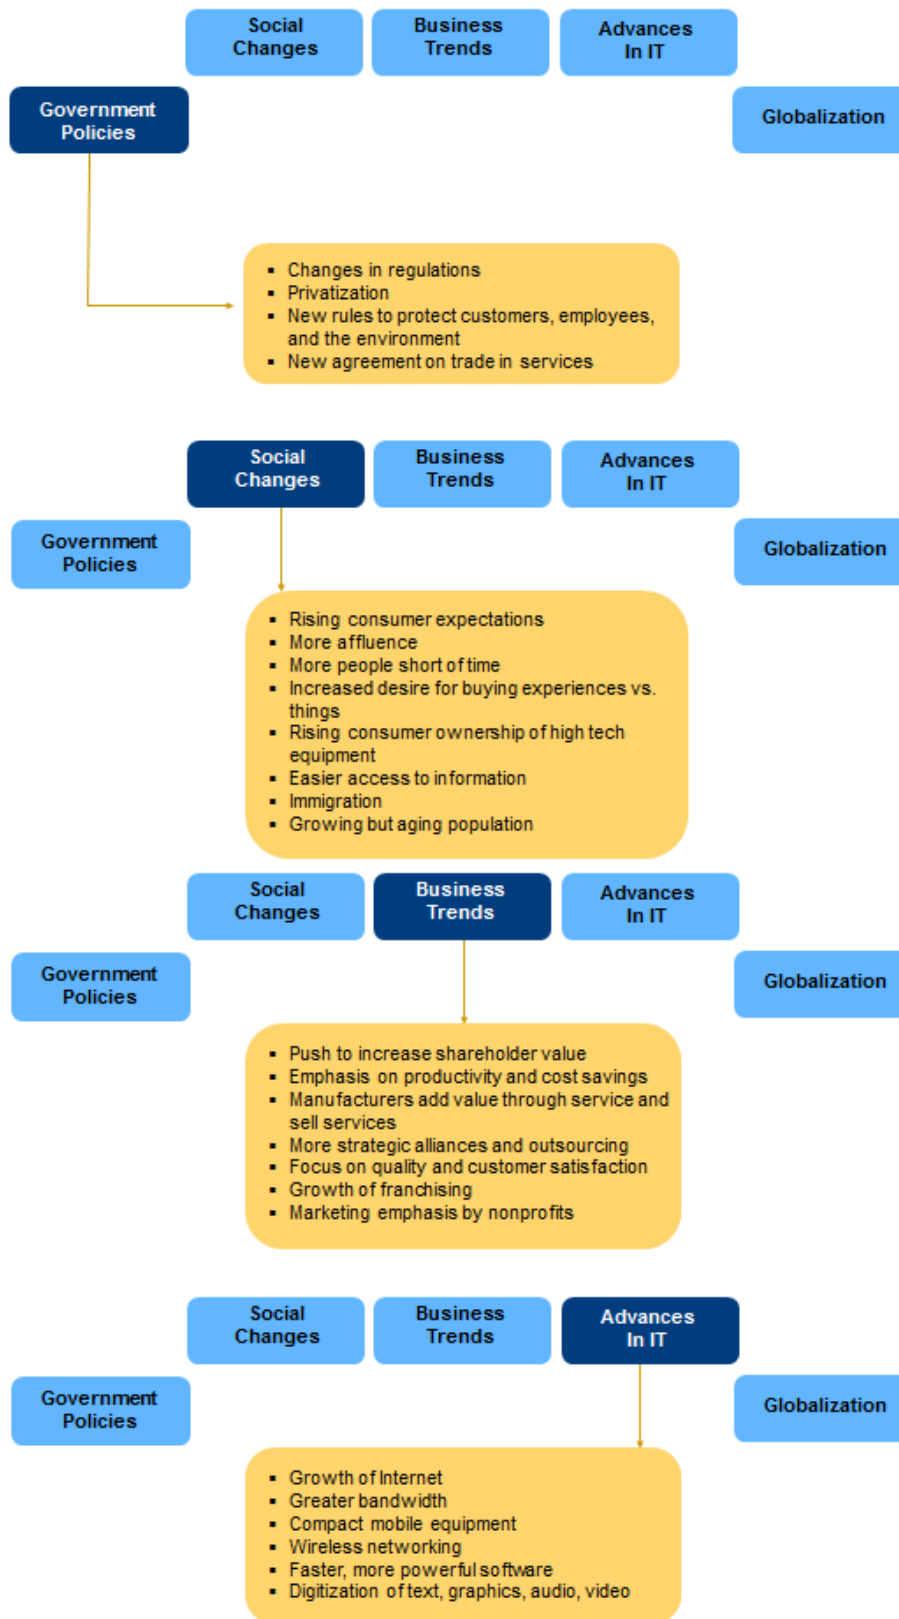 Social
Changes
Business
Trends
Advances
In IT
Government
Policies
Globalization
▪ Changes in regulations
▪ Privatization
▪ New rules to protect customers, employees,
and the environment
▪ New agreement on trade in services
Social
Changes
Business
Trends
Advances
In IT
Government
Policies
Globalization
▪ Rising consumer expectations
▪ More affluence
▪ More people short of time
▪ Increased desire for buying experiences vs.
things
▪ Rising consumer ownership of high tech
equipment
▪ Easier access to information
▪ Immigration
▪ Growing but aging population
Social
Changes
Business
Trends
Advances
In IT
Government
Policies
Globalization
▪ Push to increase shareholder value
▪ Emphasis on productivity and cost savings
▪ Manufacturers add value through service and
sell services
▪ More strategic alliances and outsourcing
▪ Focus on quality and customer satisfaction
▪ Growth of franchising
▪ Marketing emphasis by nonprofits
Social
Changes
Business
Trends
Advances
In IT
Government
Policies
Globalization
▪ Growth of Internet
▪ Greater bandwidth
▪ Compact mobile equipment
▪ Wireless networking
▪ Faster, more powerful software
▪ Digitization of text, graphics, audio, video